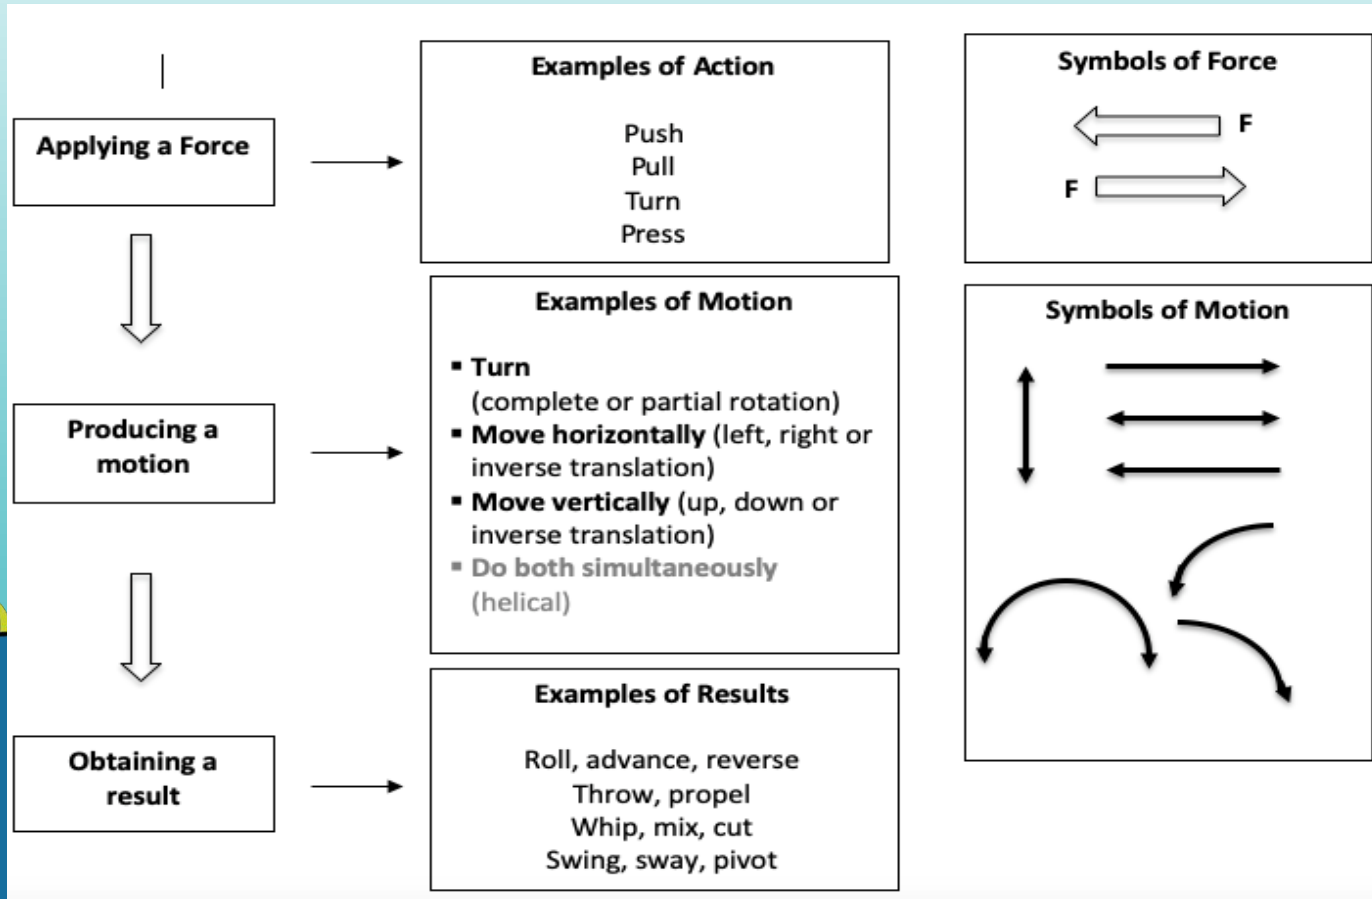 Applying a Force
Examples of Action
Push
Pull
Turn
Press
Symbols of Force
F
F
Producing a
motion
Examples of Motion
▪ Turn
(complete or partial rotation)
▪ Move horizontally (left, right or
inverse translation)
▪ Move vertically (up, down or
inverse translation)
▪ Do both simultaneously
(helical)
Symbols of Motion
Obtaining a
result
Examples of Results
Roll, advance, reverse
Throw, propel
Whip, mix, cut
Swing, sway, pivot